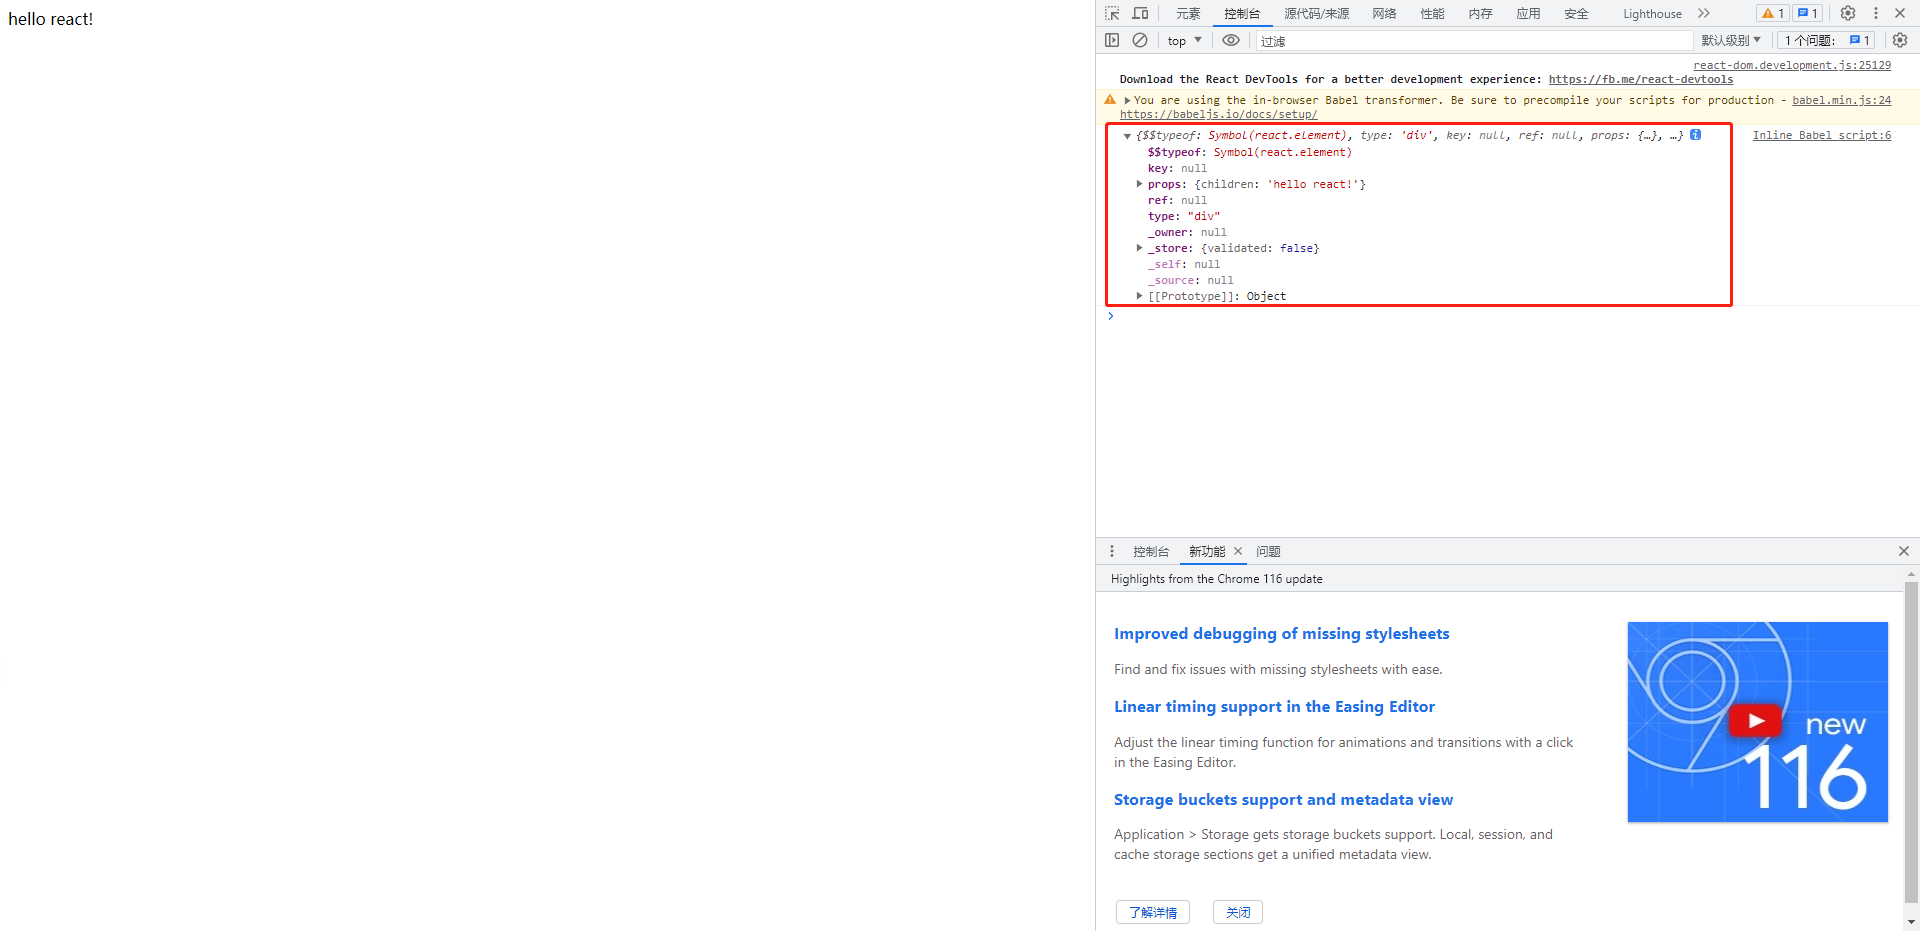 hello react!
元素 控制台 源代码/来源 网络 性能 内存 应用 安全 Lighthouse 1 1
top 过滤 默认级别 1 个问题: 1
react-dom.development.js:25129
Download the React DevTools for a better development experience: https://fb.me/react-devtools
You are using the in-browser Babel transformer. Be sure to precompile your scripts for production - babel.min.js:24
https://babeljs.io/docs/setup/
{$$typeof: Symbol(react.element), type: 'div', key: null, ref: null, props: {…}, …} Inline Babel script:6
$$typeof: Symbol(react.element)
key: null
props: {children: 'hello react!'}
ref: null
type: "div"
_owner: null
_store: {validated: false}
_self: null
_source: null
[[Prototype]]: Object
控制台 新功能 问题
Highlights from the Chrome 116 update
Improved debugging of missing stylesheets
Find and fix issues with missing stylesheets with ease.
Linear timing support in the Easing Editor
Adjust the linear timing function for animations and transitions with a click
in the Easing Editor.
Storage buckets support and metadata view
Application > Storage gets storage buckets support. Local, session, and
cache storage sections get a unified metadata view.
new
116
了解详情 关闭